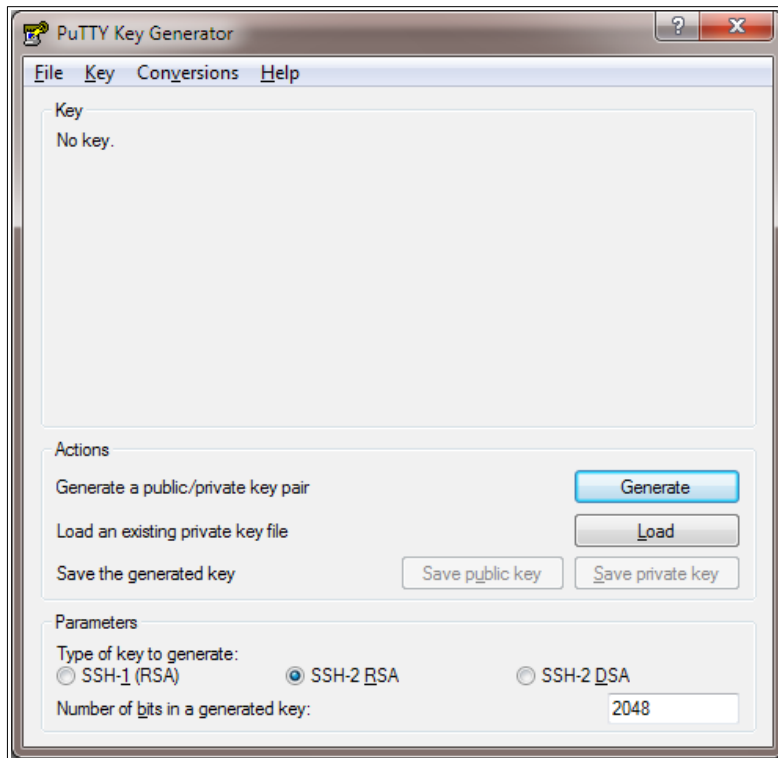 PuTTY Key Generator
? X
File Key Conversions Help
Key
No key.
Actions
Generate a public/private key pair Generate
Load an existing private key file Load
Save the generated key Save public key Save private key
Parameters
Type of key to generate:
SSH-1 (RSA) SSH-2 RSA SSH-2 DSA
Number of bits in a generated key: 2048